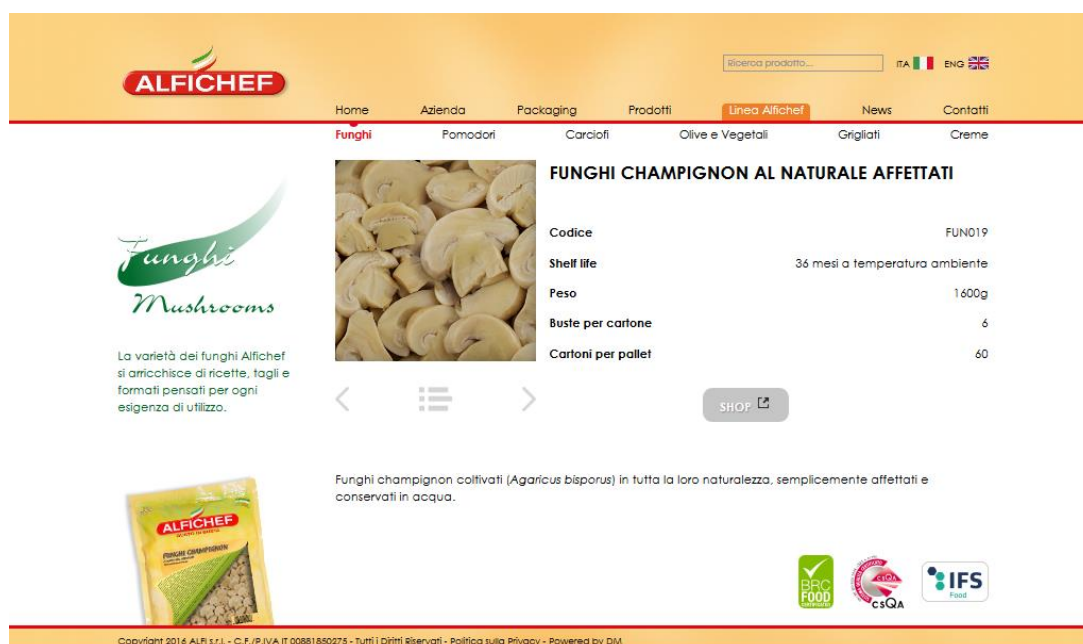 ALFICHEF
Ricerca prodotto...
ITA ENG
Home Azienda Packaging Prodotti Linea Alfichef News Contatti
Funghi Pomodori Carciofi Olive e Vegetali Grigliati Creme
Funghi
Mushrooms
La varietà dei funghi Alfichef
si arricchisce di ricette, tagli e
formati pensati per ogni
esigenza di utilizzo.
FUNGHI CHAMPIGNON AL NATURALE AFFETTATI
Codice FUN019
Shelf life 36 mesi a temperatura ambiente
Peso 1600g
Buste per cartone 6
Cartoni per pallet 60
SHOP
Funghi champignon coltivati (Agaricus bisporus) in tutta la loro naturalezza, semplicemente affettati e
conservati in acqua.
ALFICHEF
FUNGHI CHAMPIGNON
BRC
FOOD
CSQA
IFS
Food
Copyright 2016 ALFI s.r.l. - C.F./P.IVA IT 00881850275 - Tutti i Diritti Riservati - Politica sulla Privacy - Powered by DM.